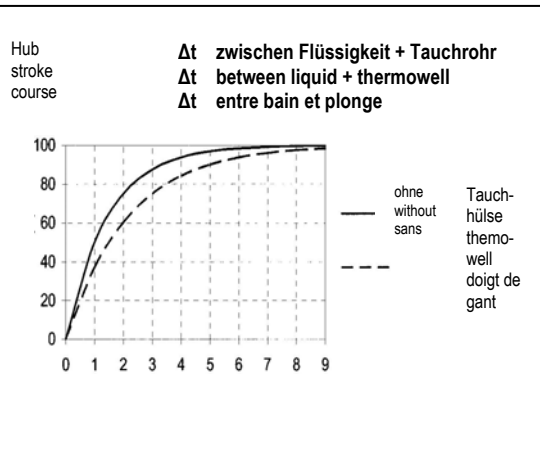 Hub
stroke
course
Δt zwischen Flüssigkeit + Tauchrohr
Δt between liquid + thermowell
Δt entre bain et plonge
100
80
60
40
20
0
0 1 2 3 4 5 6 7 8 9
ohne
without
sans
Tauch-
hülse
themo-
well
doigt de
gant